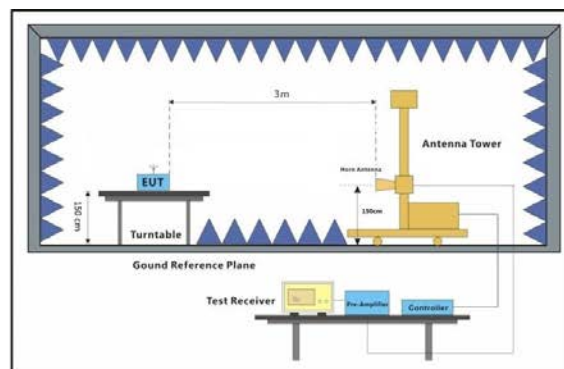 3m
Antenna Tower
Horn Antenna
EUT
150 cm
150cm
Turntable
Gound Reference Plane
Test Receiver
Pre-Amplifier
Controller